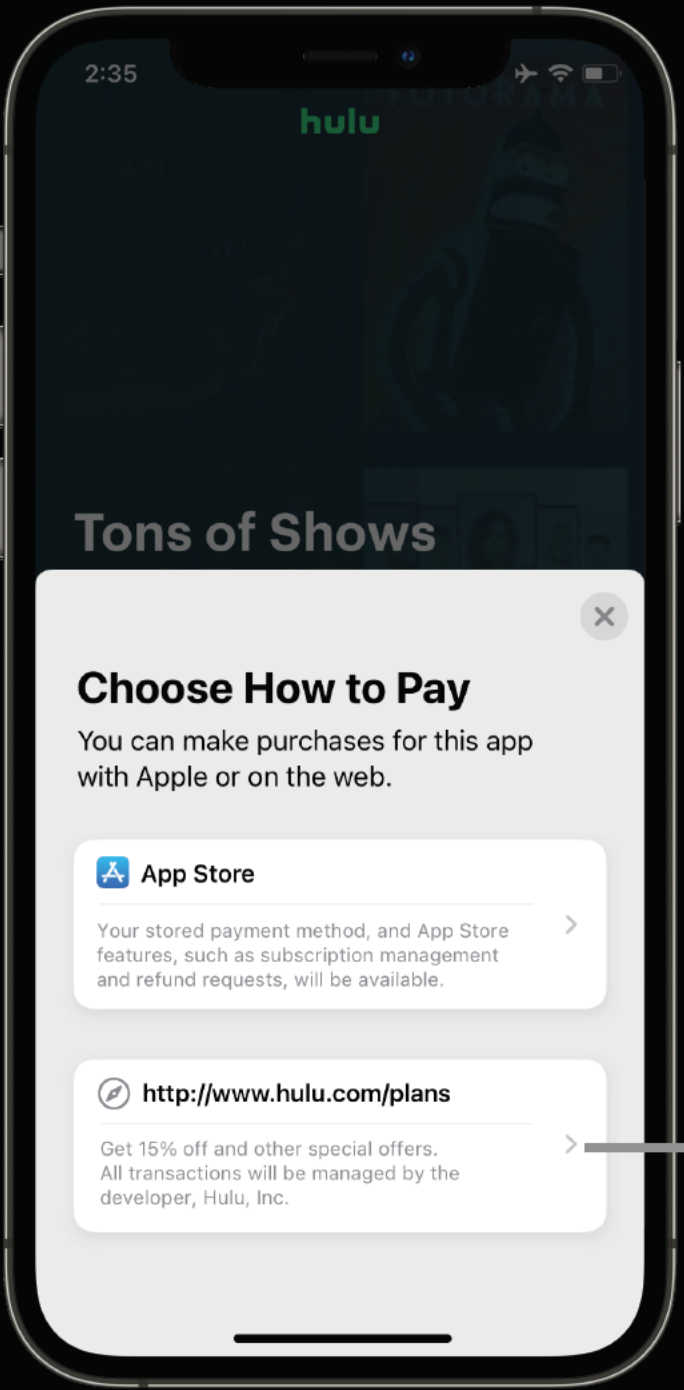 2:35
FUTURAMA
hulu
Tons of Shows
Choose How to Pay
You can make purchases for this app
with Apple or on the web.
App Store
Your stored payment method, and App Store
features, such as subscription management
and refund requests, will be available.
http://www.hulu.com/plans
Get 15% off and other special offers.
All transactions will be managed by the
developer, Hulu, Inc.